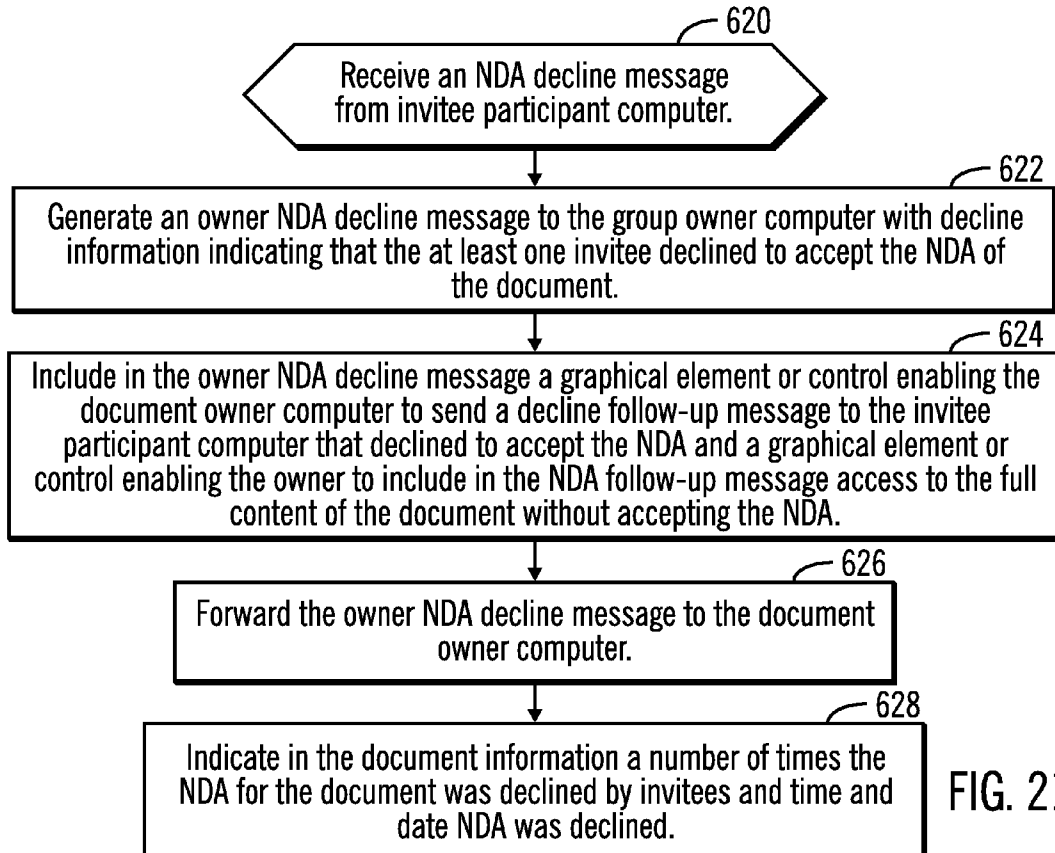 620
Receive an NDA decline message
from invitee participant computer.
622
Generate an owner NDA decline message to the group owner computer with decline
information indicating that the at least one invitee declined to accept the NDA of
the document.
624
Include in the owner NDA decline message a graphical element or control enabling the
document owner computer to send a decline follow-up message to the invitee
participant computer that declined to accept the NDA and a graphical element or
control enabling the owner to include in the NDA follow-up message access to the full
content of the document without accepting the NDA.
626
Forward the owner NDA decline message to the document
owner computer.
628
Indicate in the document information a number of times the
NDA for the document was declined by invitees and time and
date NDA was declined.
FIG. 2